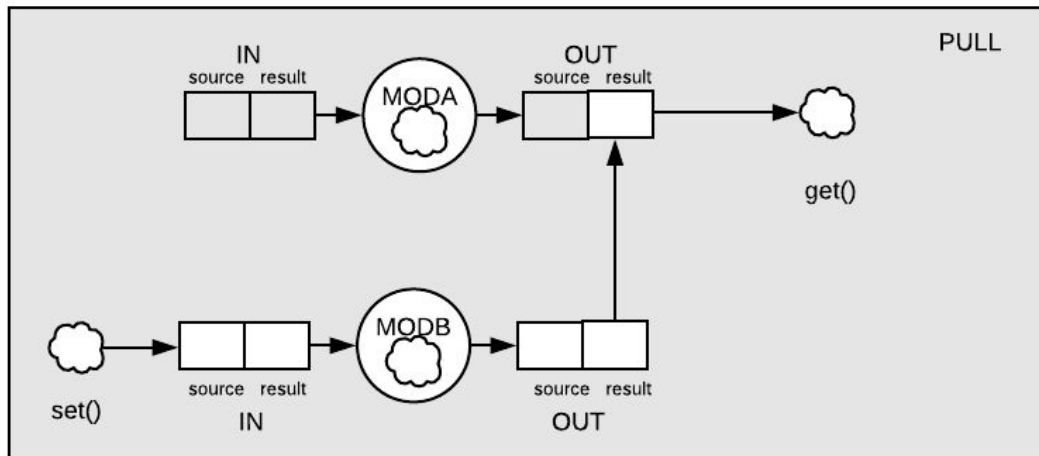 PULL
IN
source result
MODA
OUT
source result
get()
set()
source result
IN
MODB
source result
OUT